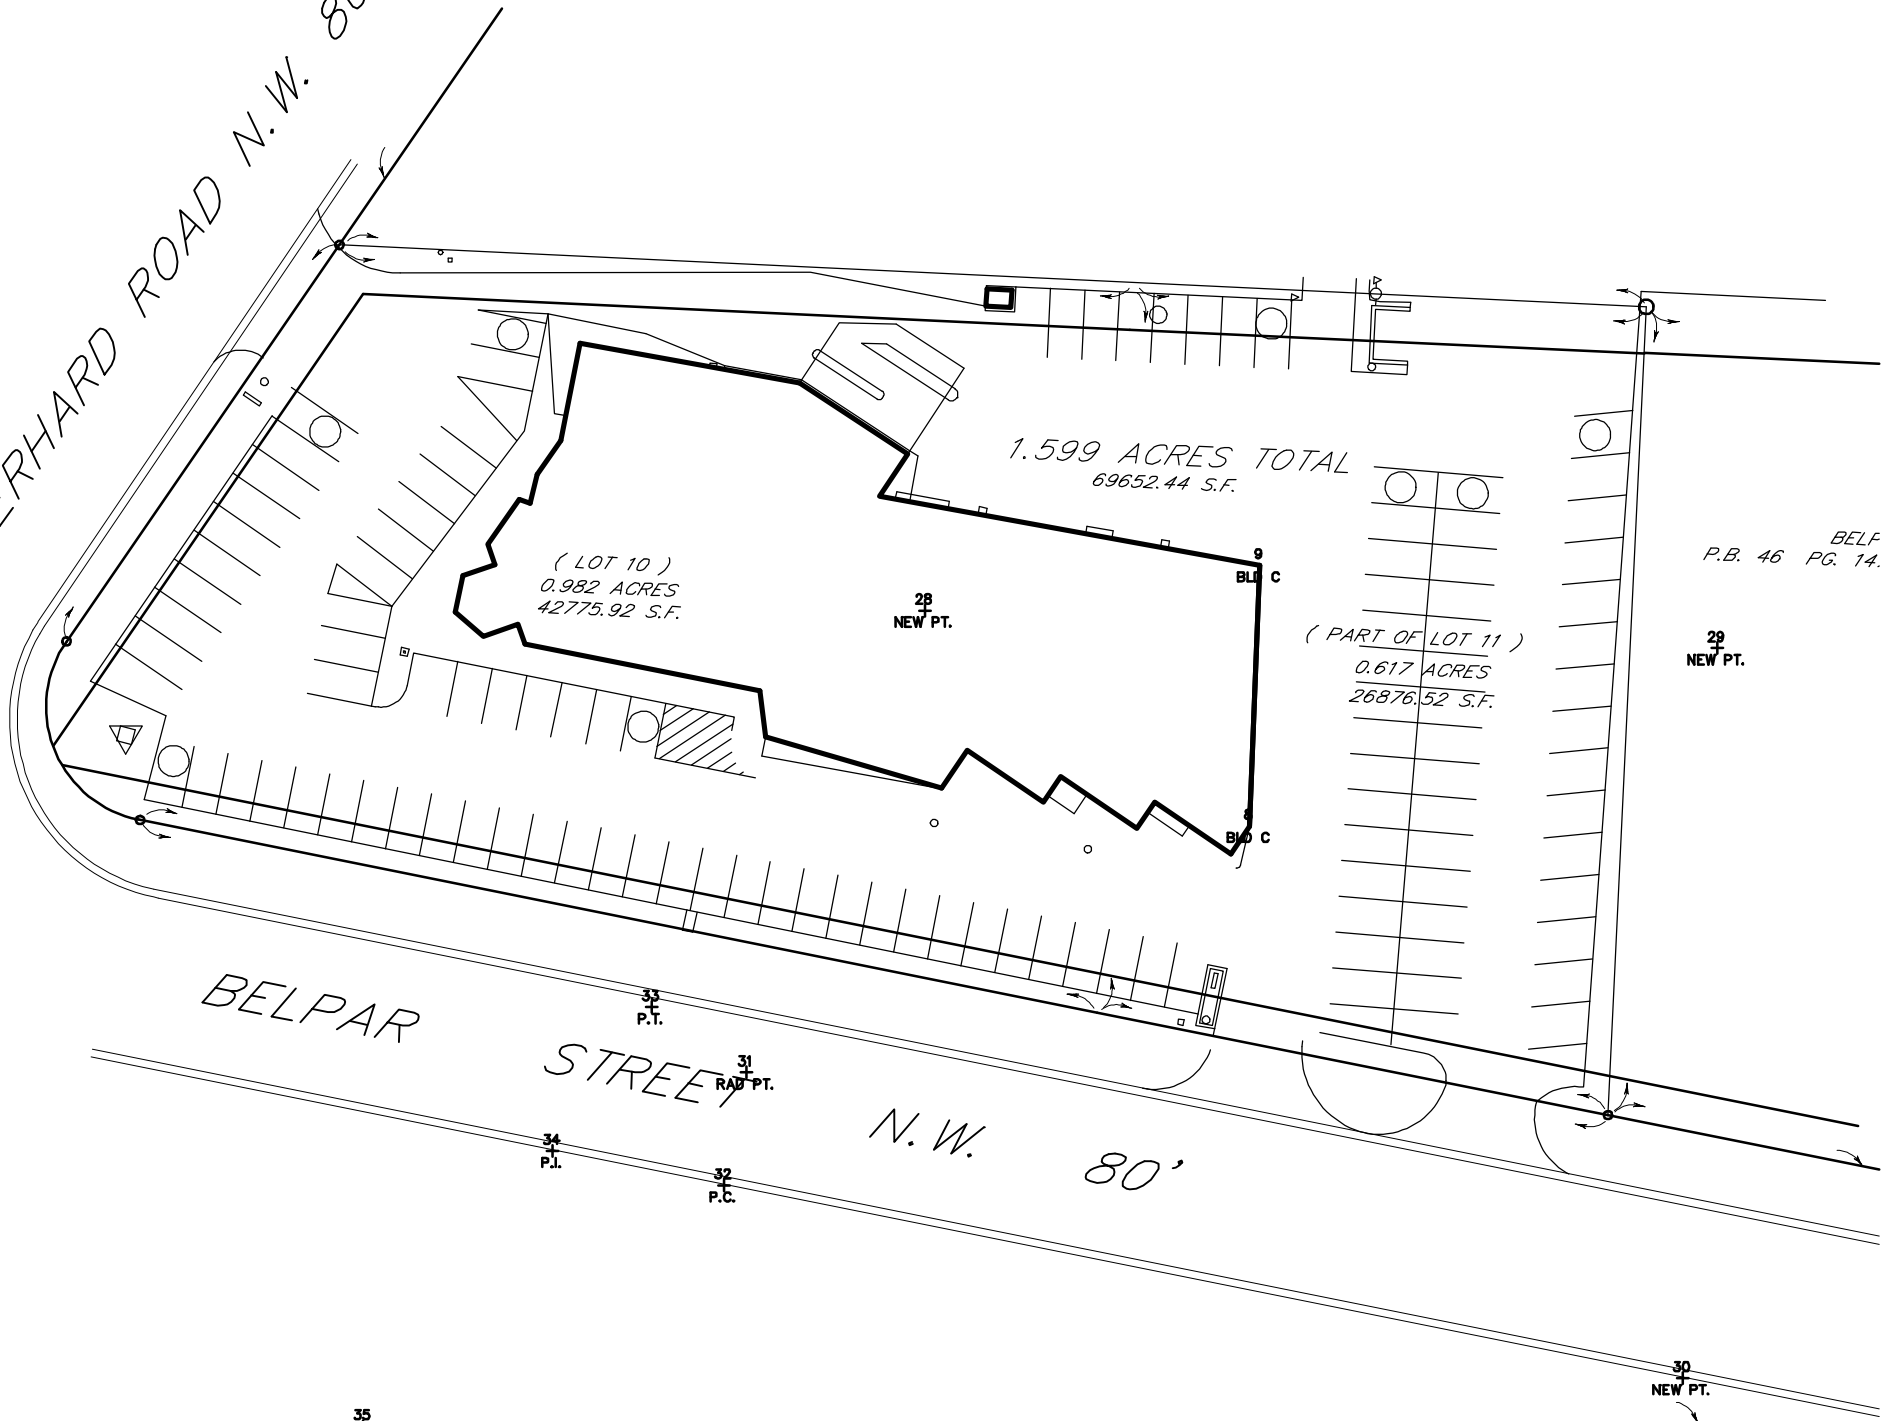 ERHARD ROAD N.W. 80
1.599 ACRES TOTAL
69652.44 S.F.
( LOT 10 )
0.982 ACRES
42775.92 S.F.
9
BLD C
28
NEW PT.
( PART OF LOT 11 )
0.617 ACRES
26876.52 S.F.
P.B. 46 PG. 14
29
NEW PT.
8
BLD C
BELPAR STREET N.W. 80'
33
P.T.
31
RAD PT.
34
P.I.
32
P.C.
30
NEW PT.
35